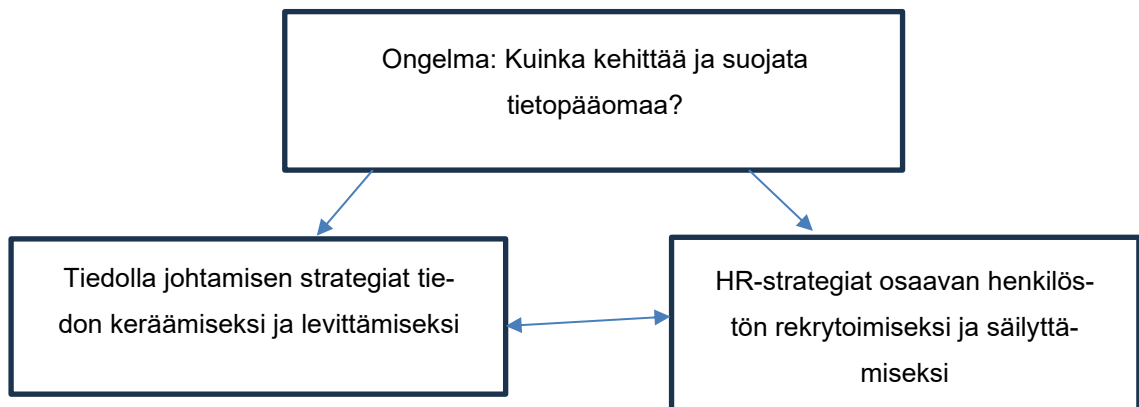 Ongelma: Kuinka kehittää ja suojata
tietopääomaa?
Tiedolla johtamisen strategiat tie-
don keräämiseksi ja levittämiseksi
HR-strategiat osaavan henkilös-
tön rekrytoimiseksi ja säilyttä-
miseksi